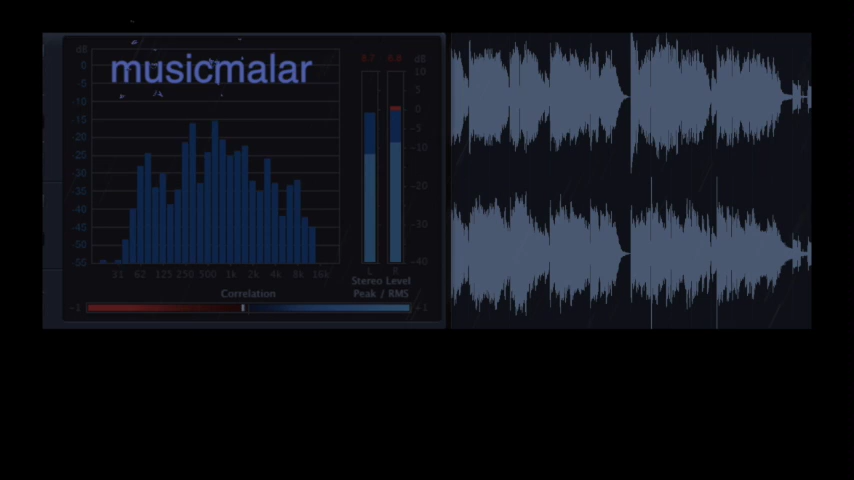 dB
musicmalar
0
-5
-10
-15
-20
-25
-30
-35
-40
-45
-50
-55
31 62 125 250 500 1k 2k 4k 8k 16k
dB
10
5
0
-5
-10
-20
-30
-40
L R
Stereo Level
Peak / RMS
Correlation
-1 +1